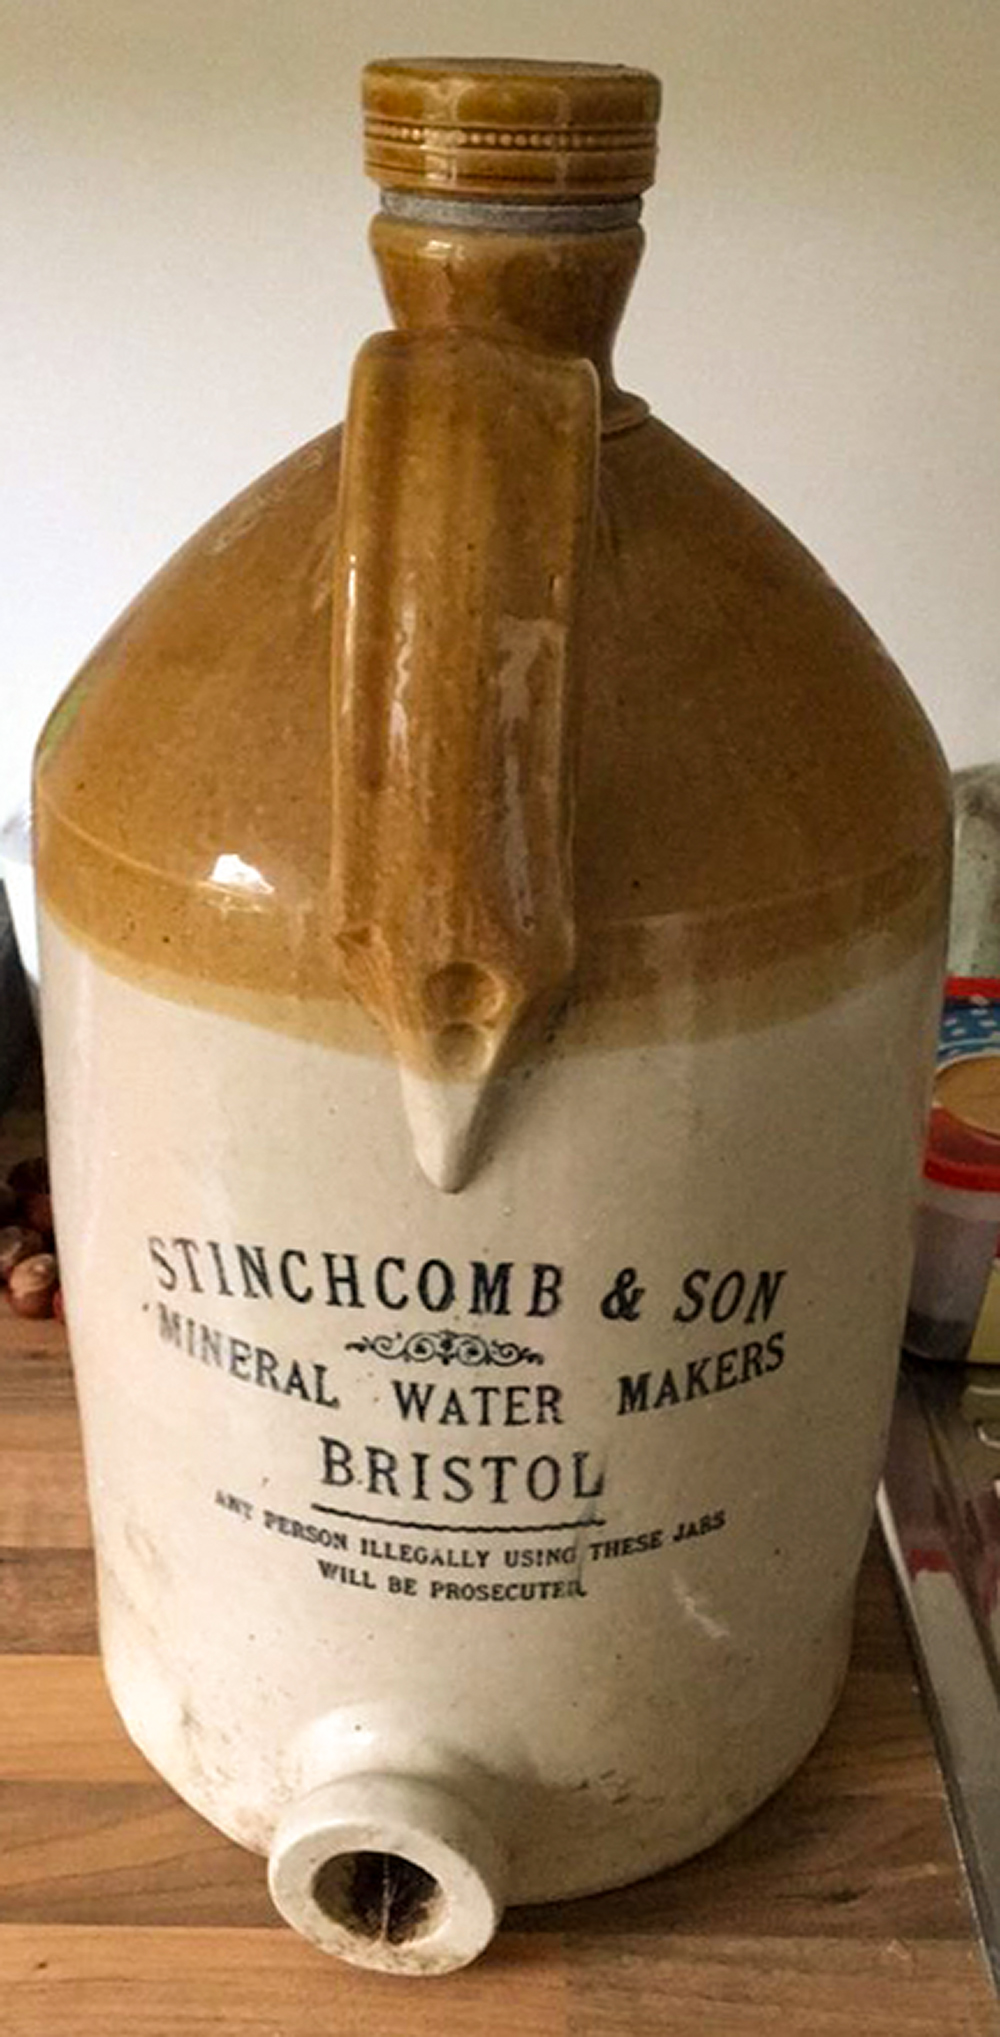 STINCHCOMB & SON
MINERAL WATER MAKERS
BRISTOL
ANY PERSON ILLEGALLY USING THESE JARS
WILL BE PROSECUTED